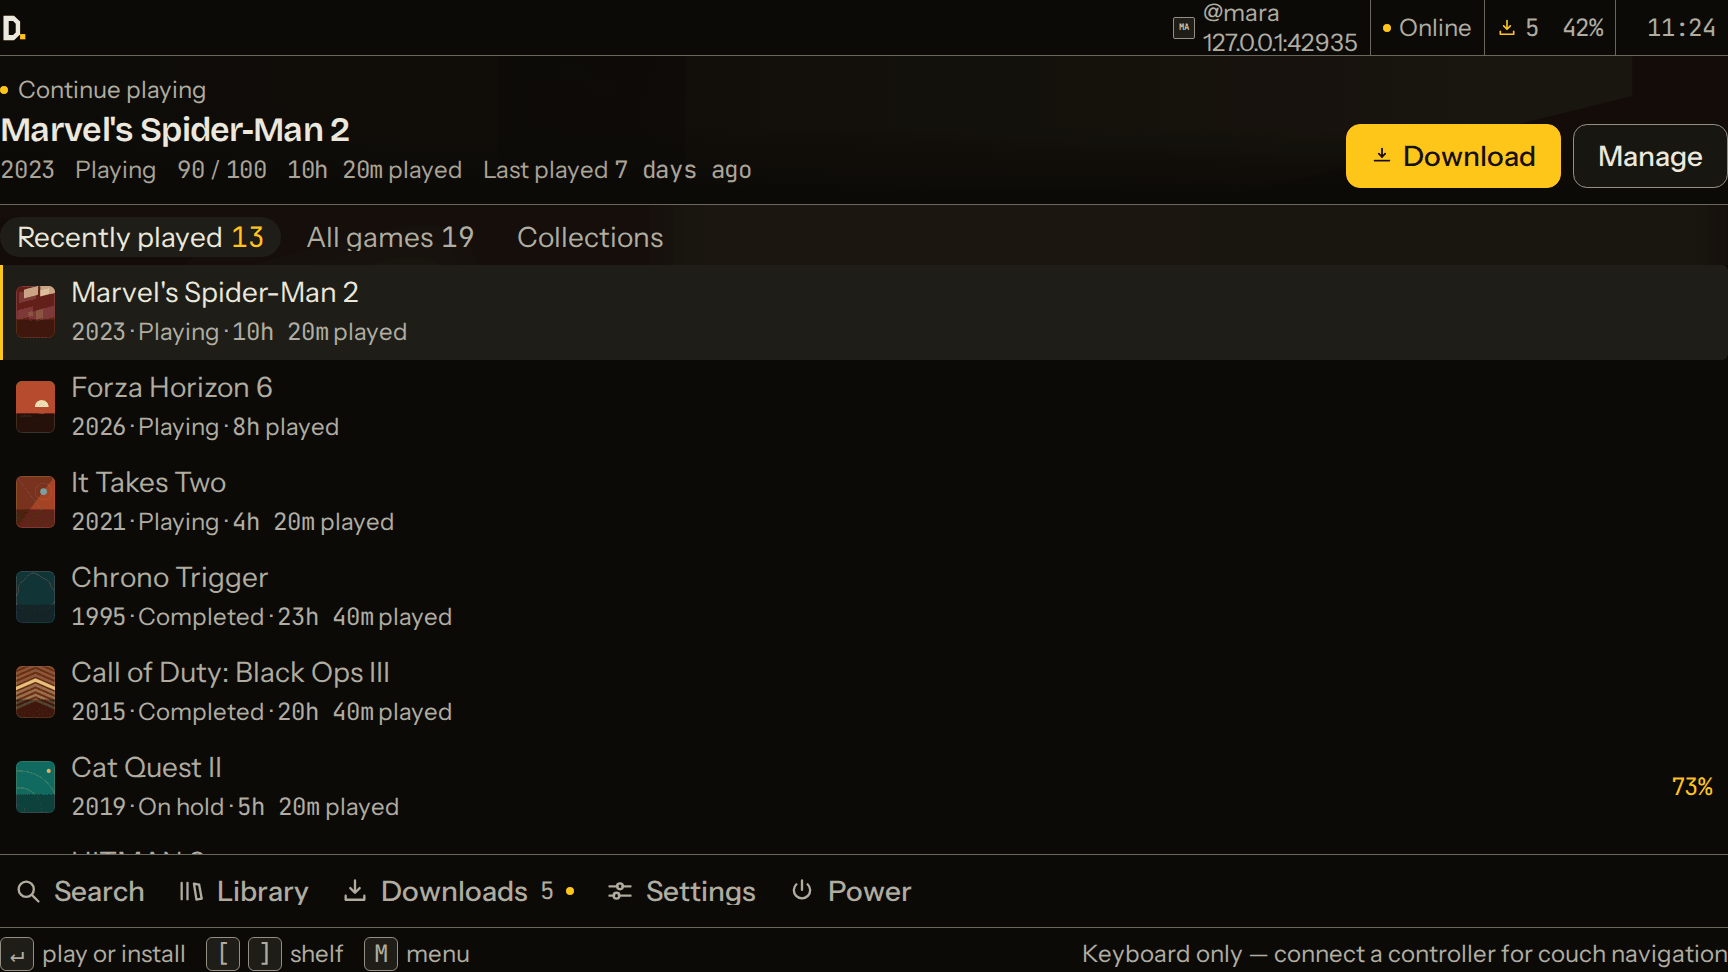 D.
MA @mara
127.0.0.1:42935
Online
5 42%
11:24
Continue playing
Marvel's Spider-Man 2
2023 Playing 90 / 100 10h 20m played Last played 7 days ago
Download
Manage
Recently played 13 All games 19 Collections
Marvel's Spider-Man 2
2023 · Playing · 10h 20m played
Forza Horizon 6
2026 · Playing · 8h played
It Takes Two
2021 · Playing · 4h 20m played
Chrono Trigger
1995 · Completed · 23h 40m played
Call of Duty: Black Ops III
2015 · Completed · 20h 40m played
Cat Quest II
2019 · On hold · 5h 20m played
73%
Search Library Downloads 5 Settings Power
↵ play or install [ ] shelf M menu
Keyboard only — connect a controller for couch navigation